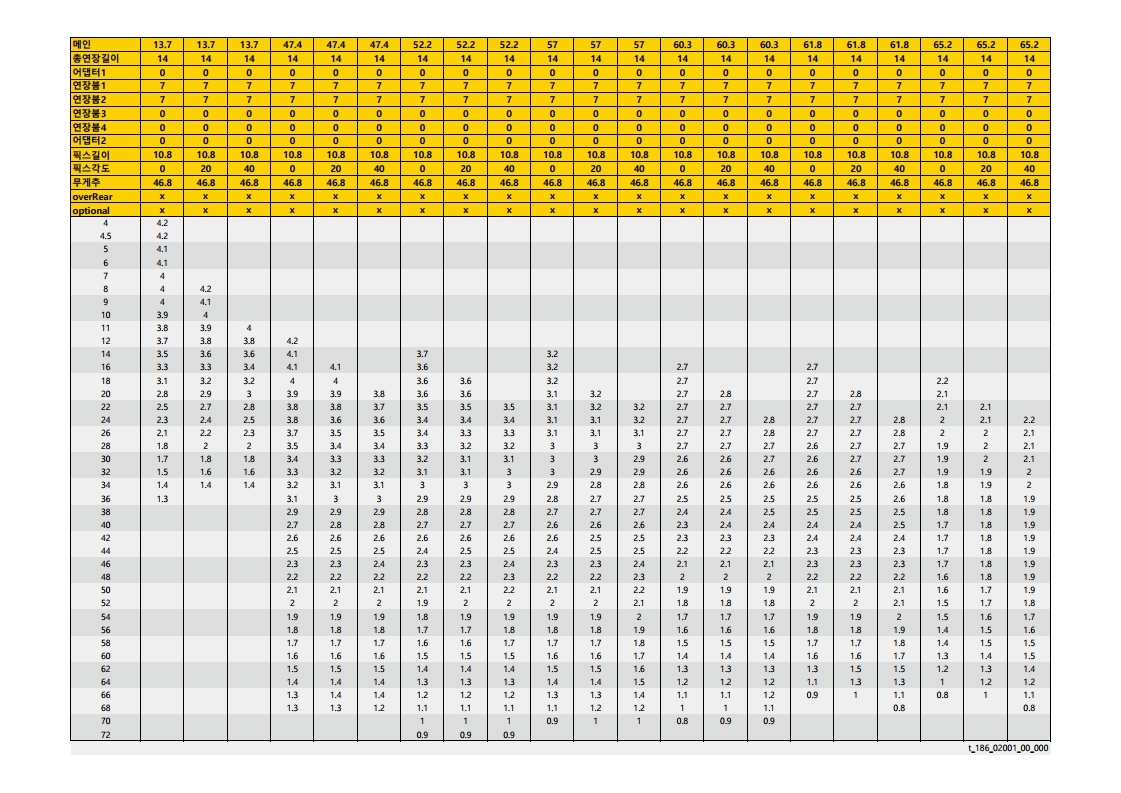 메인 13.7 13.7 13.7 47.4 47.4 47.4 52.2 52.2 52.2 57 57 57 60.3 60.3 60.3 61.8 61.8 61.8 65.2 65.2 65.2
총연장길이 14 14 14 14 14 14 14 14 14 14 14 14 14 14 14 14 14 14 14 14 14
어댑터1 0 0 0 0 0 0 0 0 0 0 0 0 0 0 0 0 0 0 0 0 0
연장붐1 7 7 7 7 7 7 7 7 7 7 7 7 7 7 7 7 7 7 7 7 7
연장붐2 7 7 7 7 7 7 7 7 7 7 7 7 7 7 7 7 7 7 7 7 7
연장붐3 0 0 0 0 0 0 0 0 0 0 0 0 0 0 0 0 0 0 0 0 0
연장붐4 0 0 0 0 0 0 0 0 0 0 0 0 0 0 0 0 0 0 0 0 0
어댑터2 0 0 0 0 0 0 0 0 0 0 0 0 0 0 0 0 0 0 0 0 0
픽스길이 10.8 10.8 10.8 10.8 10.8 10.8 10.8 10.8 10.8 10.8 10.8 10.8 10.8 10.8 10.8 10.8 10.8 10.8 10.8 10.8 10.8
픽스각도 0 20 40 0 20 40 0 20 40 0 20 40 0 20 40 0 20 40 0 20 40
무게추 46.8 46.8 46.8 46.8 46.8 46.8 46.8 46.8 46.8 46.8 46.8 46.8 46.8 46.8 46.8 46.8 46.8 46.8 46.8 46.8 46.8
overRear x x x x x x x x x x x x x x x x x x x x x
optional x x x x x x x x x x x x x x x x x x x x x
4 4.2
4.5 4.2
5 4.1
6 4.1
7 4
8 4 4.2
9 4 4.1
10 3.9 4
11 3.8 3.9 4
12 3.7 3.8 3.8 4.2
14 3.5 3.6 3.6 4.1 3.7 3.2
16 3.3 3.3 3.4 4.1 4.1 3.6 3.2 2.7 2.7
18 3.1 3.2 3.2 4 4 3.6 3.6 3.2 2.7 2.7 2.2
20 2.8 2.9 3 3.9 3.9 3.8 3.6 3.6 3.1 3.2 2.7 2.8 2.7 2.8 2.1
22 2.5 2.7 2.8 3.8 3.8 3.7 3.5 3.5 3.5 3.1 3.2 3.2 2.7 2.7 2.7 2.7 2.1 2.1
24 2.3 2.4 2.5 3.8 3.6 3.6 3.4 3.4 3.4 3.1 3.1 3.2 2.7 2.7 2.8 2.7 2.7 2.8 2 2.1 2.2
26 2.1 2.2 2.3 3.7 3.5 3.5 3.4 3.3 3.3 3.1 3.1 3.1 2.7 2.7 2.8 2.7 2.7 2.8 2 2 2.1
28 1.8 2 2 3.5 3.4 3.4 3.3 3.2 3.2 3 3 3 2.7 2.7 2.7 2.6 2.7 2.7 1.9 2 2.1
30 1.7 1.8 1.8 3.4 3.3 3.3 3.2 3.1 3.1 3 3 2.9 2.6 2.6 2.7 2.6 2.6 2.7 1.9 2 2.1
32 1.5 1.6 1.6 3.3 3.2 3.2 3.1 3.1 3 3 2.9 2.9 2.6 2.6 2.6 2.6 2.6 2.7 1.9 1.9 2
34 1.4 1.4 1.4 3.2 3.1 3.1 3 3 3 2.9 2.8 2.8 2.6 2.6 2.6 2.5 2.6 2.6 1.8 1.9 2
36 1.3 3.1 3 3 2.9 2.9 2.9 2.8 2.7 2.7 2.5 2.5 2.5 2.5 2.5 2.6 1.8 1.8 1.9
38 2.9 2.9 2.9 2.8 2.8 2.8 2.7 2.7 2.7 2.4 2.4 2.5 2.5 2.5 2.5 1.8 1.8 1.9
40 2.7 2.8 2.8 2.7 2.7 2.7 2.6 2.6 2.6 2.3 2.4 2.4 2.4 2.4 2.5 1.7 1.8 1.9
42 2.6 2.6 2.6 2.6 2.6 2.6 2.6 2.5 2.5 2.3 2.3 2.3 2.4 2.4 2.4 1.7 1.8 1.9
44 2.5 2.5 2.5 2.4 2.5 2.5 2.4 2.4 2.5 2.2 2.2 2.2 2.3 2.3 2.3 1.7 1.8 1.9
46 2.3 2.3 2.4 2.3 2.3 2.4 2.3 2.3 2.4 2.1 2.1 2.1 2.3 2.3 2.3 1.7 1.8 1.9
48 2.2 2.2 2.2 2.2 2.2 2.3 2.2 2.2 2.3 2 2 2 2.2 2.2 2.2 1.6 1.8 1.9
50 2.1 2.1 2.1 2.1 2.1 2.2 2.1 2.1 2.2 1.9 1.9 1.9 2.1 2.1 2.1 1.6 1.7 1.9
52 2 2 2 1.9 2 2 2 2 2.1 1.8 1.8 1.8 2 2 2.1 1.5 1.7 1.8
54 1.9 1.9 1.9 1.8 1.9 1.9 1.9 1.9 2 1.7 1.7 1.7 1.9 1.9 2 1.5 1.6 1.7
56 1.8 1.8 1.8 1.7 1.7 1.8 1.8 1.8 1.9 1.6 1.6 1.6 1.8 1.8 1.9 1.4 1.5 1.6
58 1.7 1.7 1.7 1.6 1.6 1.7 1.7 1.7 1.8 1.5 1.5 1.5 1.7 1.7 1.8 1.4 1.5 1.5
60 1.6 1.6 1.6 1.5 1.5 1.5 1.6 1.6 1.7 1.4 1.4 1.4 1.6 1.6 1.7 1.3 1.4 1.5
62 1.5 1.5 1.5 1.4 1.4 1.4 1.5 1.5 1.6 1.3 1.3 1.3 1.3 1.5 1.5 1.2 1.3 1.4
64 1.4 1.4 1.4 1.3 1.3 1.3 1.4 1.4 1.5 1.2 1.2 1.2 1.1 1.3 1.3 1 1.2 1.2
66 1.3 1.4 1.4 1.2 1.2 1.2 1.3 1.3 1.4 1.1 1.1 1.2 0.9 1 1.1 0.8 1 1.1
68 1.3 1.3 1.2 1.1 1.1 1.1 1.1 1.2 1.2 1 1 1.1 0.8 0.8
70 1 1 1 0.9 1 1 0.8 0.9 0.9
72 0.9 0.9 0.9
t_186_02001_00_000